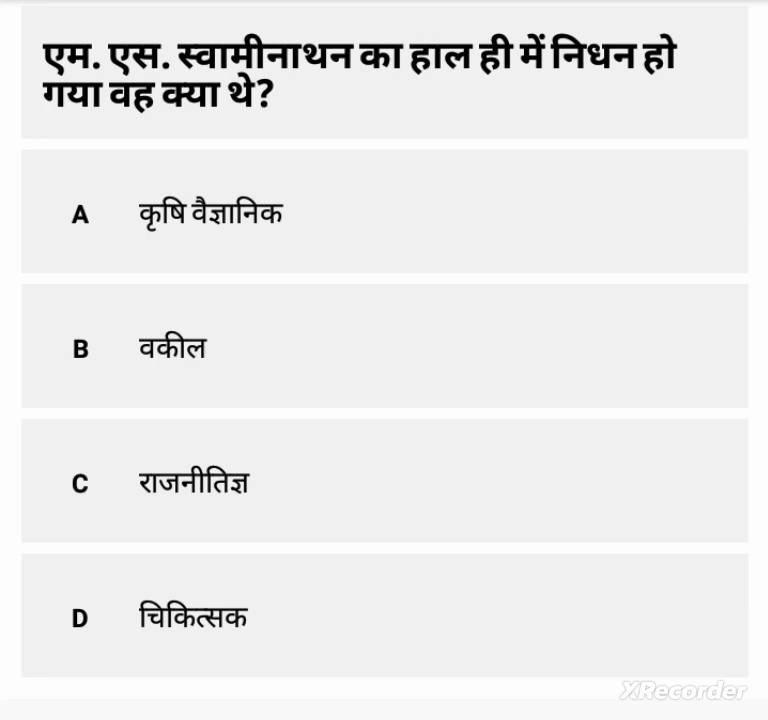 एम. एस. स्वामीनाथन का हाल ही में निधन हो
गया वह क्या थे?
A कृषि वैज्ञानिक
B वकील
C राजनीतिज्ञ
D चिकित्सक
XRecorder